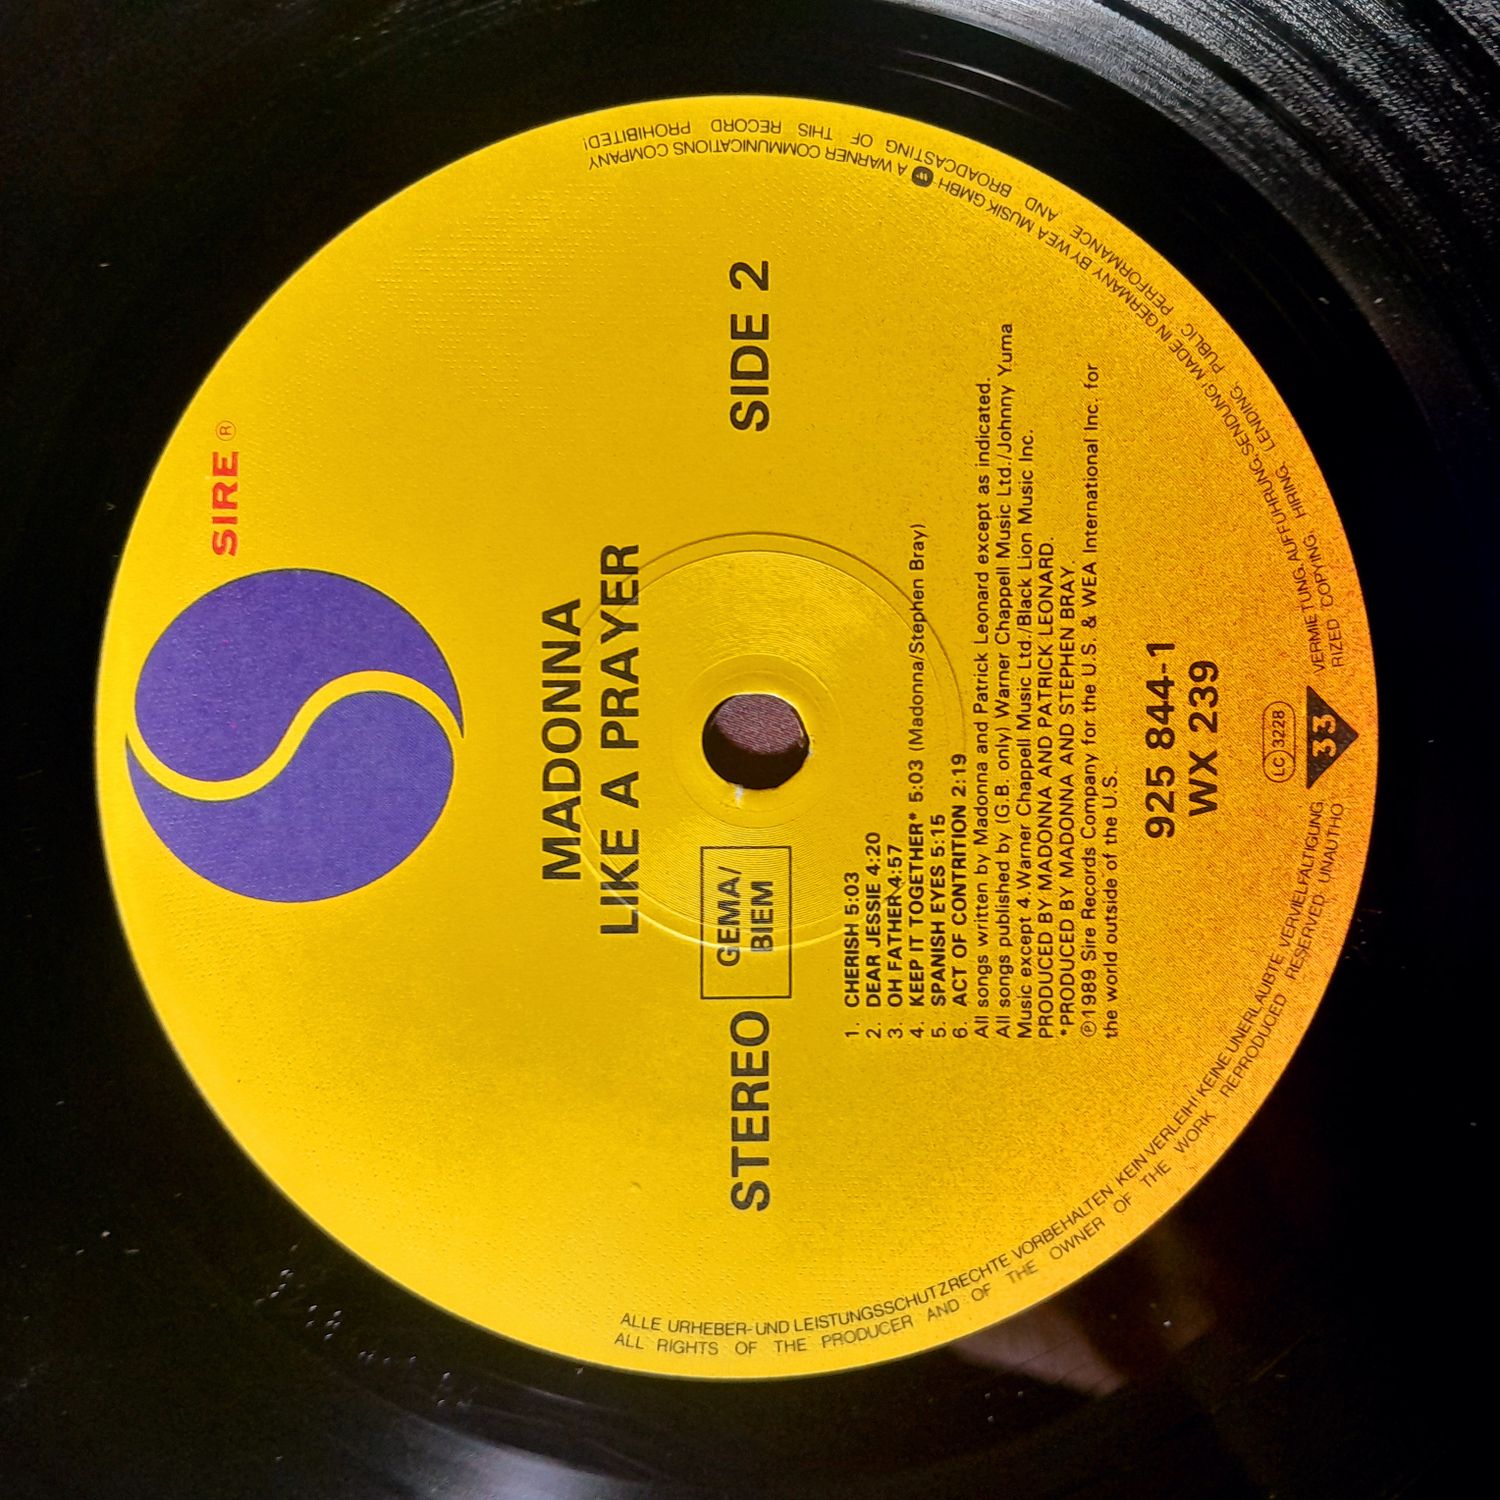 SIRE ®
MADONNA
LIKE A PRAYER
STEREO
GEMA/
BIEM
SIDE 2
1. CHERISH 5:03
2. DEAR JESSIE 4:20
3. OH FATHER 4:57
4. KEEP IT TOGETHER* 5:03 (Madonna/Stephen Bray)
5. SPANISH EYES 5:15
6. ACT OF CONTRITION 2:19
All songs written by Madonna and Patrick Leonard except as indicated.
All songs published by (G.B. only) Warner Chappell Music Ltd./Johnny Yuma
Music except 4. Warner Chappell Music Ltd./Black Lion Music Inc.
PRODUCED BY MADONNA AND PATRICK LEONARD.
*PRODUCED BY MADONNA AND STEPHEN BRAY
℗1989 Sire Records Company for the U.S. & WEA International Inc. for
the world outside of the U.S.
925 844-1
WX 239
LC 3228
33
ALLE URHEBER- UND LEISTUNGSSCHUTZRECHTE VORBEHALTEN! KEIN VERLEIH! KEINE UNERLAUBTE VERVIELFÄLTIGUNG, VERMIETUNG, AUFFÜHRUNG, SENDUNG! MADE IN GERMANY BY WEA MUSIK GMBH W A WARNER COMMUNICATIONS COMPANY
ALL RIGHTS OF THE PRODUCER AND OF THE OWNER OF THE WORK REPRODUCED RESERVED. UNAUTHORIZED COPYING, HIRING, LENDING, PUBLIC PERFORMANCE AND BROADCASTING OF THIS RECORD PROHIBITED!